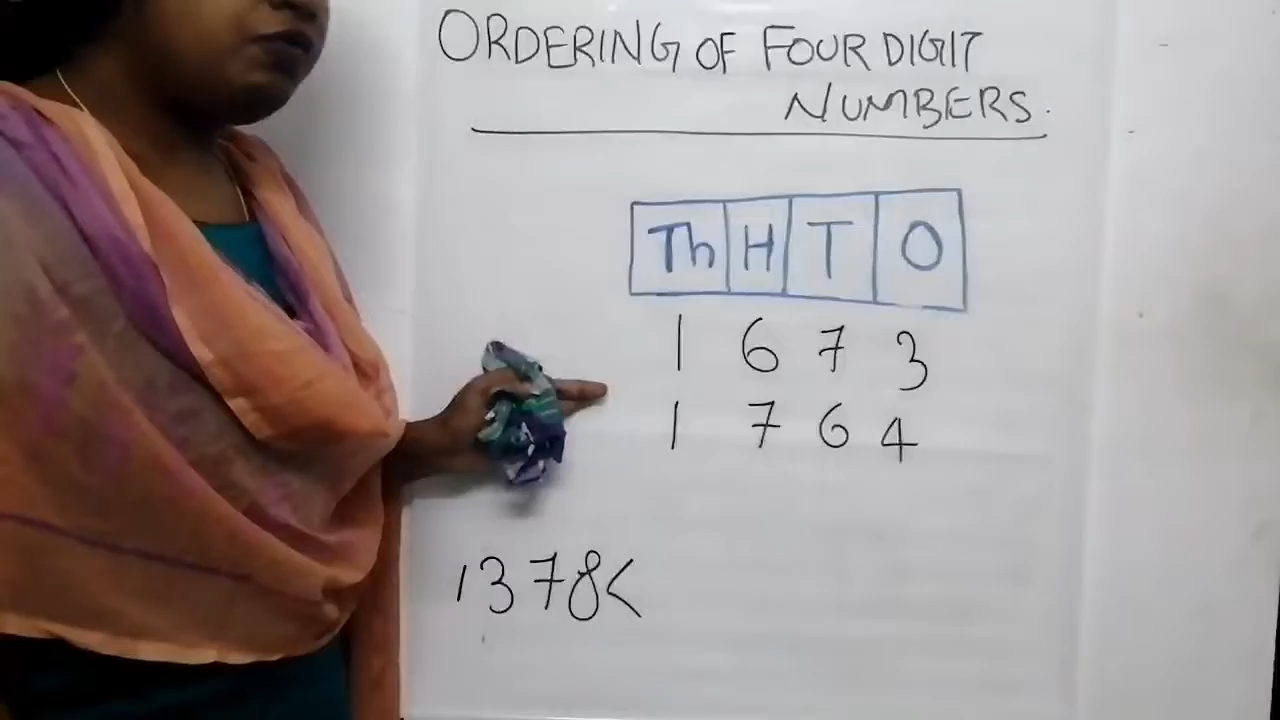 ORDERING OF FOUR DIGIT
NUMBERS.
Th H T O
1 6 7 3
1 7 6 4
1378<